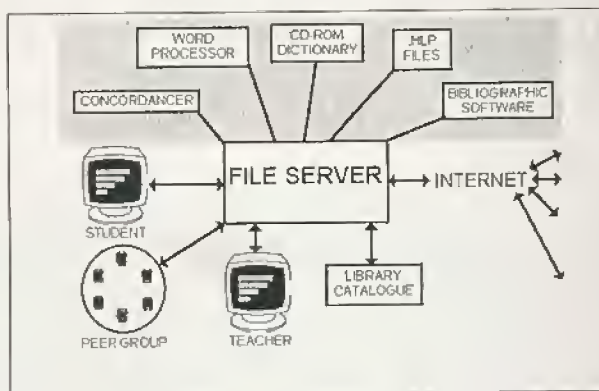 WORD
PROCESSOR
CD-ROM
DICTIONARY
.HLP
FILES
CONCORDANCER
BIBLIOGRAPHIC
SOFTWARE
FILE SERVER
INTERNET
STUDENT
PEER GROUP
TEACHER
LIBRARY
CATALOGUE